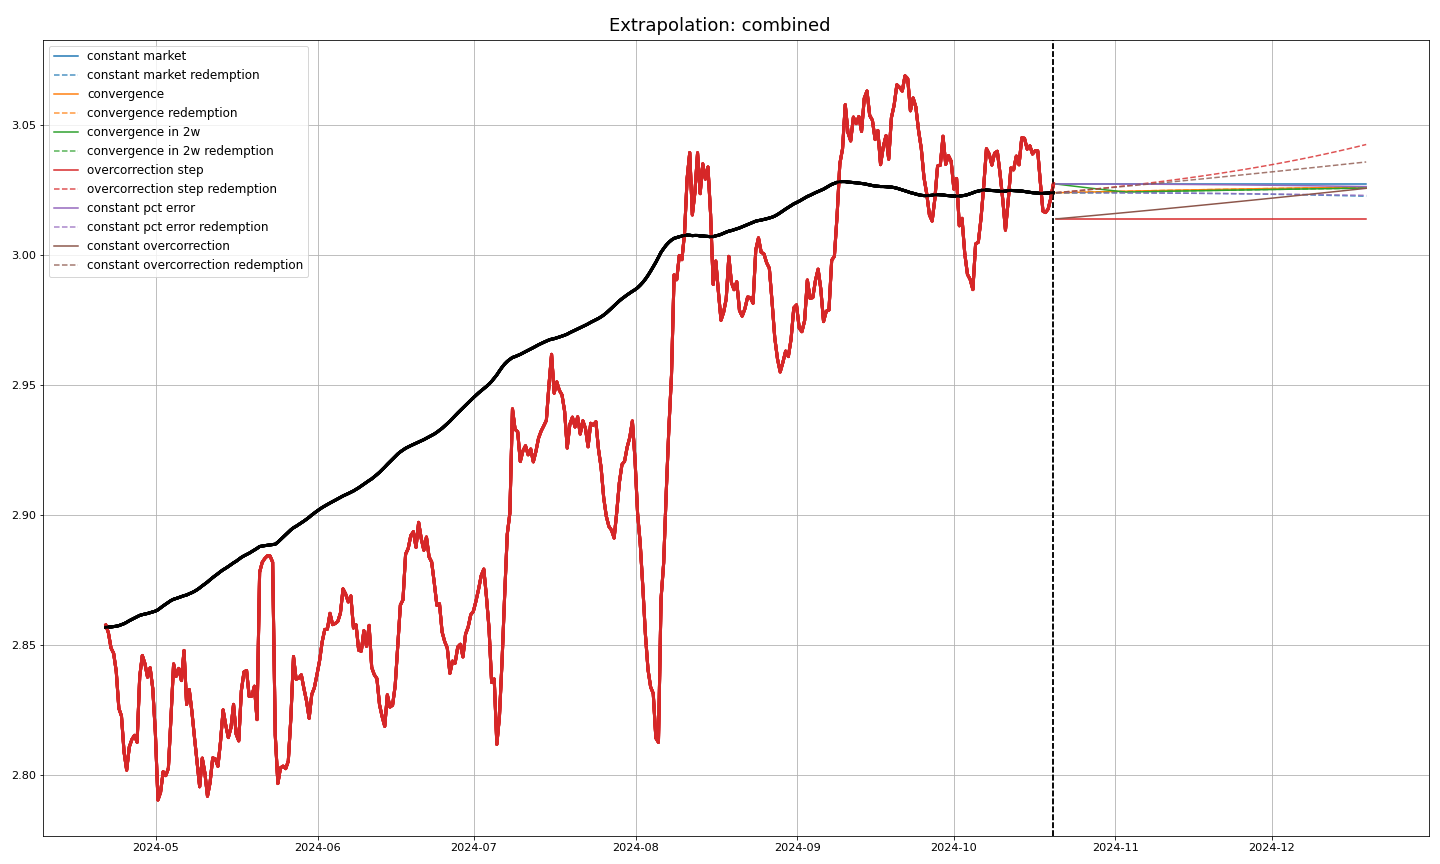 Extrapolation: combined
constant market
constant market redemption
convergence
convergence redemption
convergence in 2w
convergence in 2w redemption
overcorrection step
overcorrection step redemption
constant pct error
constant pct error redemption
constant overcorrection
constant overcorrection redemption
3.05
3.00
2.95
2.90
2.85
2.80
2024-05 2024-06 2024-07 2024-08 2024-09 2024-10 2024-11 2024-12